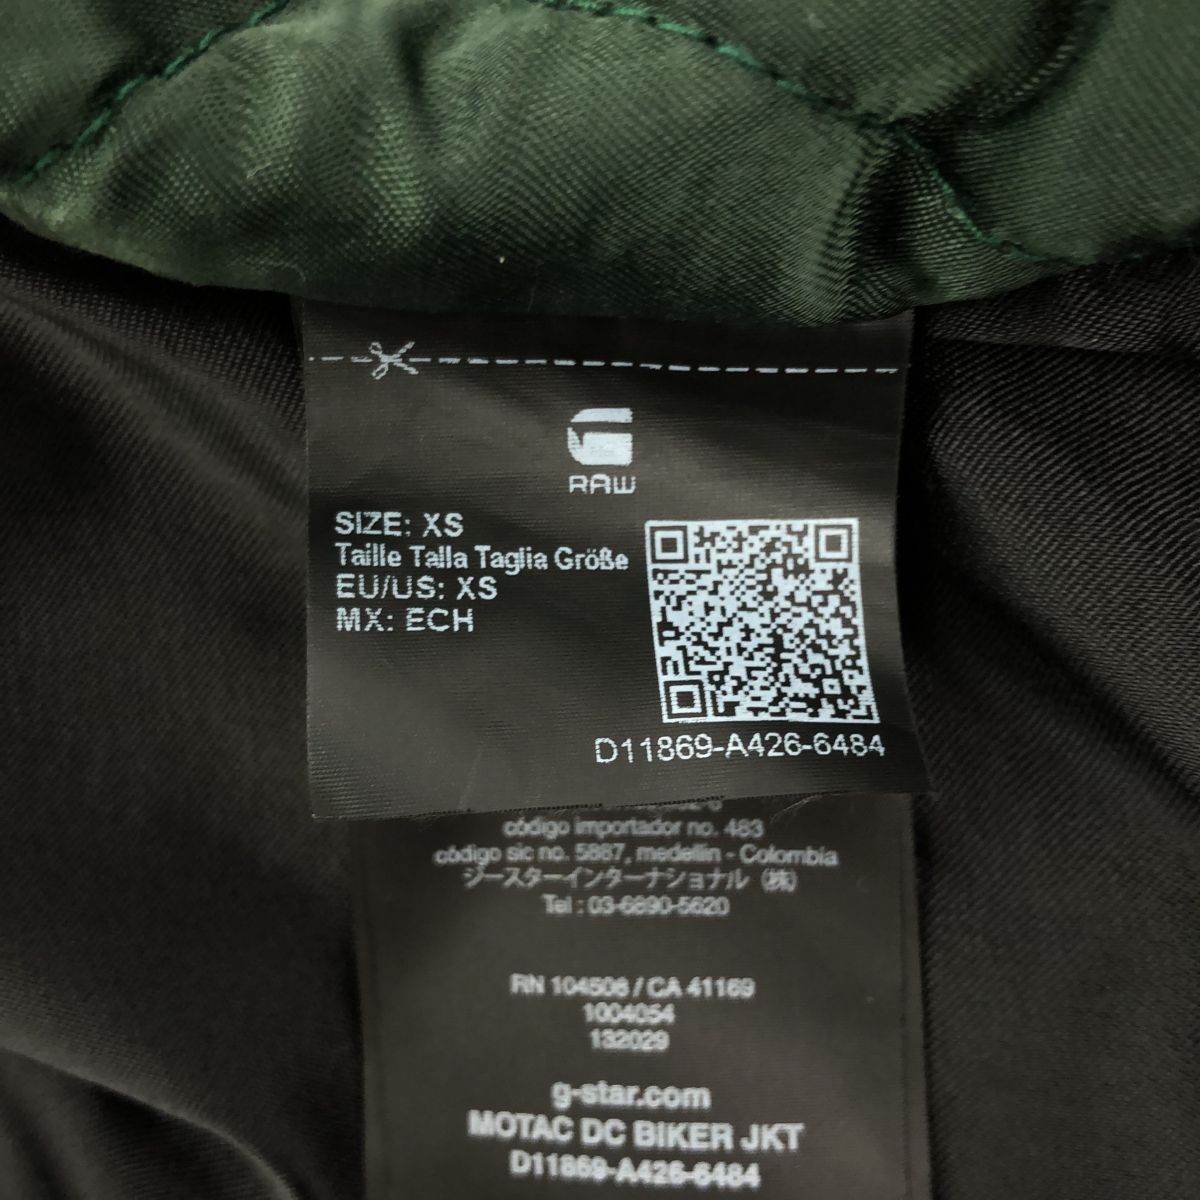 RAW
SIZE: XS
Taille Talla Taglia Größe
EU/US: XS
MX: ECH
D11869-A426-6484
código importador no. 483
código sic no. 5867, medellin - Colombia
ジースターインターナショナル (株)
Tel : 03-6890-5620
RN 104508 / CA 41169
1004054
132029
g-star.com
MOTAC DC BIKER JKT
D11869-A426-6484